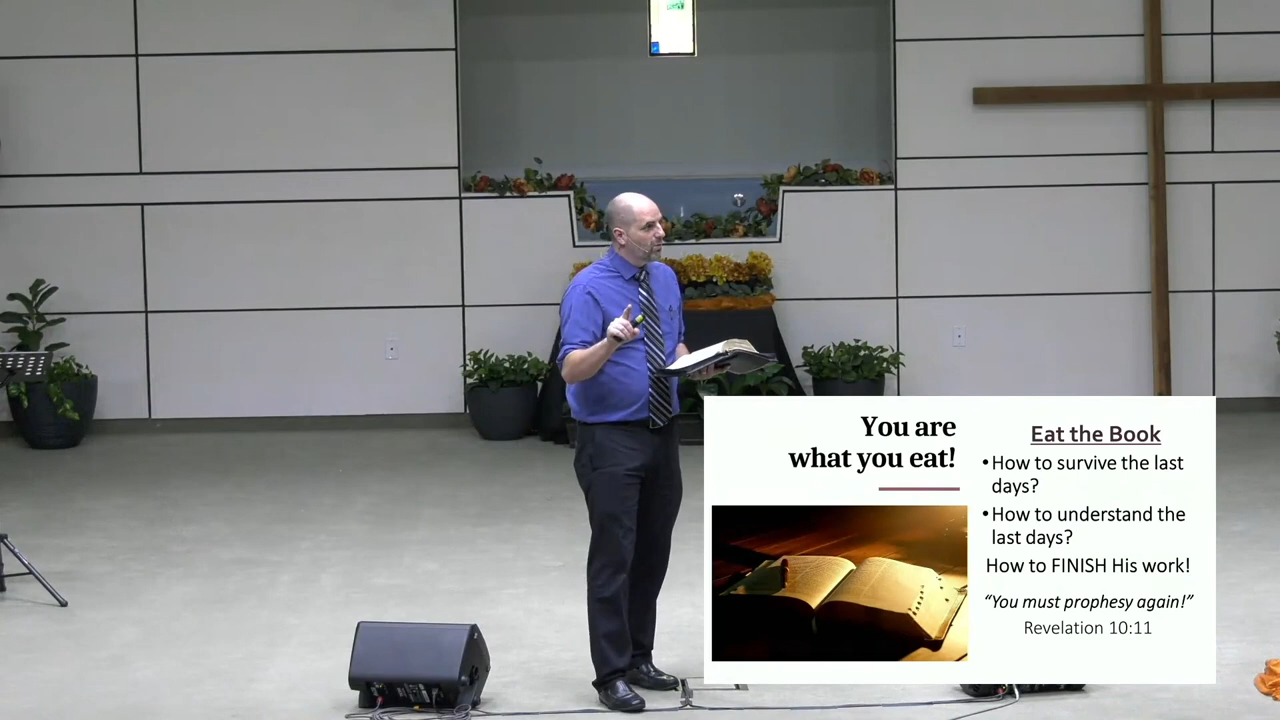 You are
what you eat!
Eat the Book
•How to survive the last
days?
•How to understand the
last days?
How to FINISH His work!
“You must prophesy again!”
Revelation 10:11